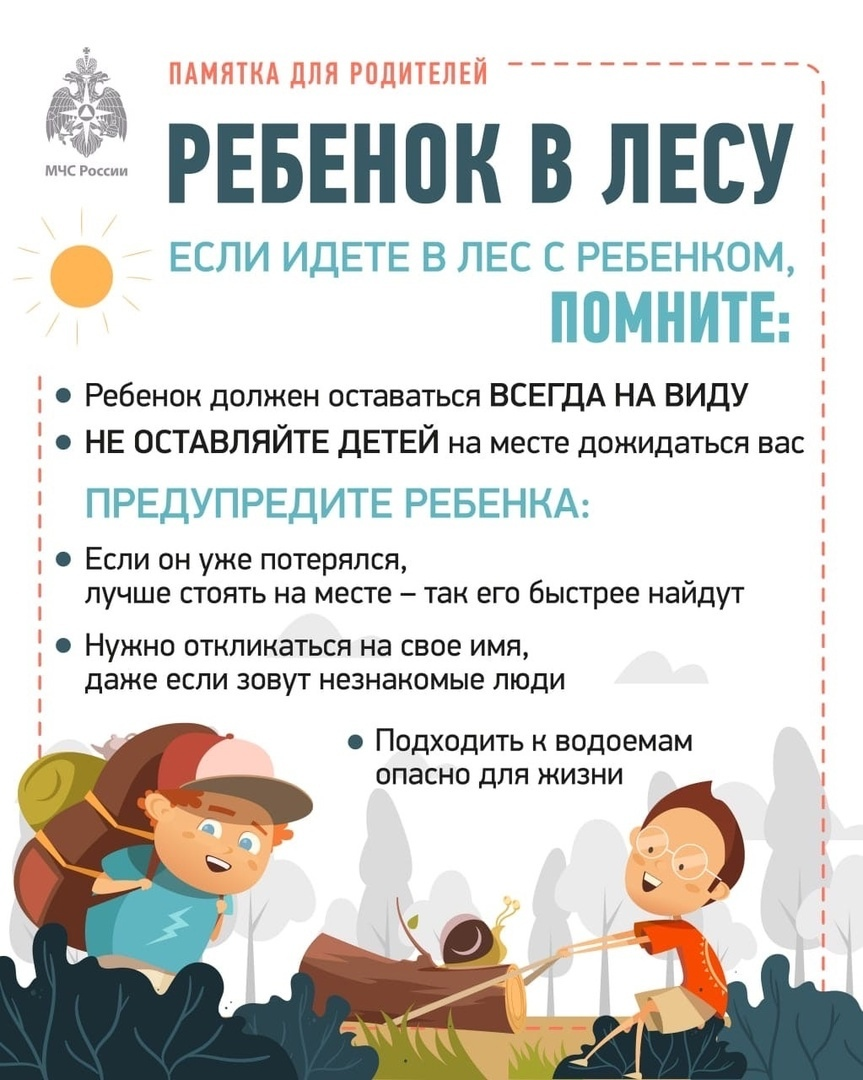 МЧС России
ПАМЯТКА ДЛЯ РОДИТЕЛЕЙ
РЕБЕНОК В ЛЕСУ
ЕСЛИ ИДЕТЕ В ЛЕС С РЕБЕНКОМ,
ПОМНИТЕ:
• Ребенок должен оставаться ВСЕГДА НА ВИДУ
• НЕ ОСТАВЛЯЙТЕ ДЕТЕЙ на месте дожидаться вас
ПРЕДУПРЕДИТЕ РЕБЕНКА:
• Если он уже потерялся,
лучше стоять на месте – так его быстрее найдут
• Нужно откликаться на свое имя,
даже если зовут незнакомые люди
• Подходить к водоемам
опасно для жизни